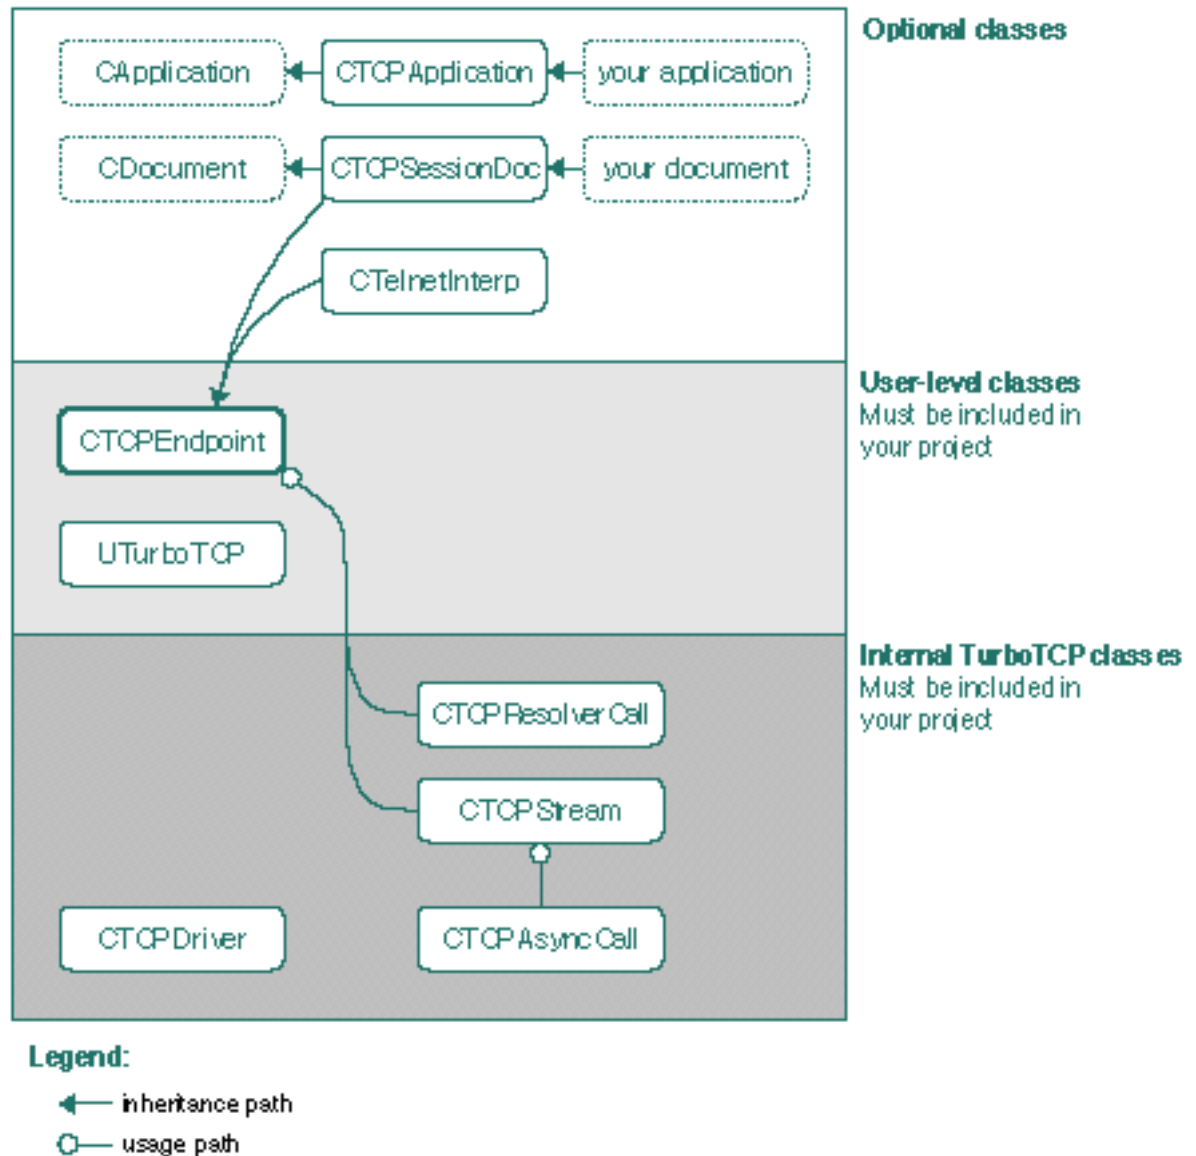 Optional classes
CApplication
CTCPApplication
your application
CDocument
CTCPSessionDoc
your document
CTelnetInterp
User-level classes
Must be included in
your project
CTCPEndpoint
UTurboTCP
Internal TurboTCP classes
Must be included in
your project
CTCPResolverCall
CTCPStream
CTCPDriver
CTCPAsyncCall
Legend:
inheritance path
usage path